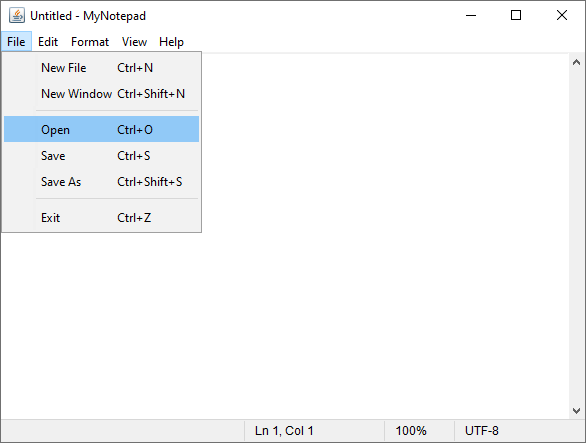 Untitled - MyNotepad
File Edit Format View Help
New File Ctrl+N
New Window Ctrl+Shift+N
Open Ctrl+O
Save Ctrl+S
Save As Ctrl+Shift+S
Exit Ctrl+Z
Ln 1, Col 1 100% UTF-8